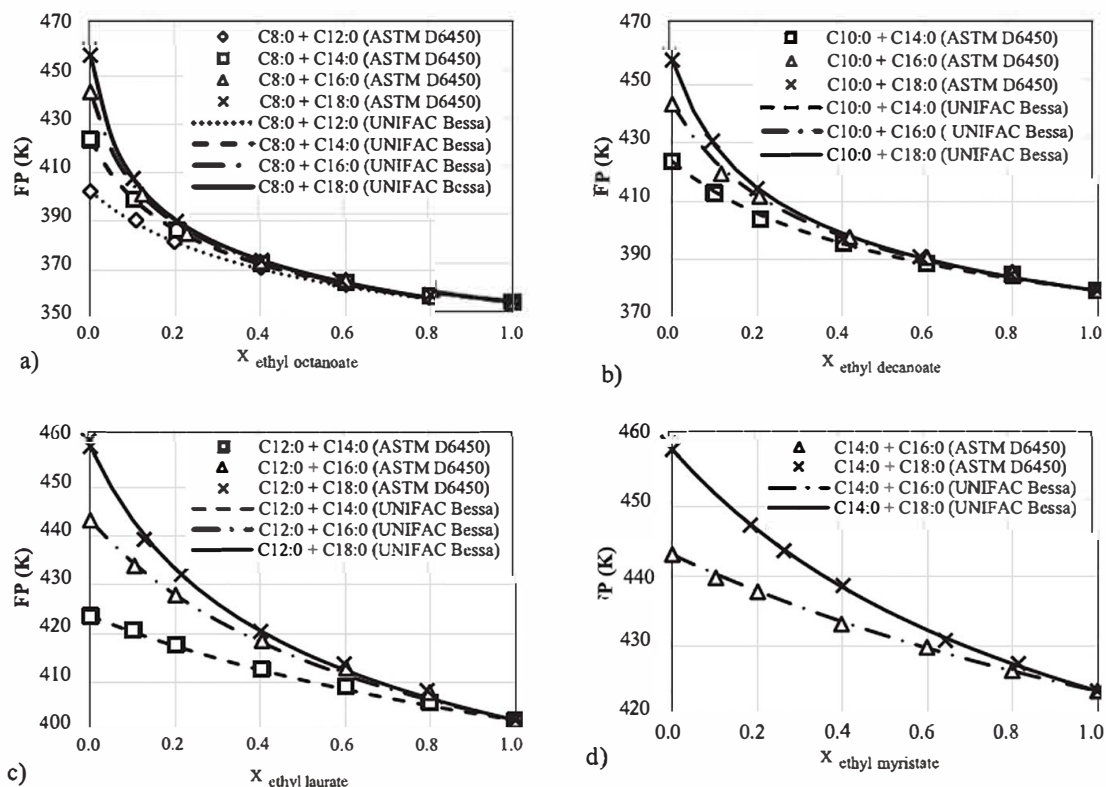 470
450
430
410
390
370
350
FP (K)
C8:0 + C12:0 (ASTM D6450)
C8:0 + C14:0 (ASTM D6450)
C8:0 + C16:0 (ASTM D6450)
C8:0 + C18:0 (ASTM D6450)
C8:0 + C12:0 (UNIFAC Bessa)
C8:0 + C14:0 (UNIFAC Bessa)
C8:0 + C16:0 (UNIFAC Bessa)
C8:0 + C18:0 (UNIFAC Bessa)
0.0 0.2 0.4 0.6 0.8 1.0
a)
X ethyl octanoate
470
450
430
410
390
370
FP (K)
C10:0 + C14:0 (ASTM D6450)
C10:0 + C16:0 (ASTM D6450)
C10:0 + C18:0 (ASTM D6450)
C10:0 + C14:0 (UNIFAC Bessa)
C10:0 + C16:0 ( UNIFAC Bessa)
C10:0 + C18:0 (UNIFAC Bessa)
0.0 0.2 0.4 0.6 0.8 1.0
b)
X ethyl decanoate
460
450
440
430
420
410
400
FP (K)
C12:0 + C14:0 (ASTM D6450)
C12:0 + C16:0 (ASTM D6450)
C12:0 + C18:0 (ASTM D6450)
C12:0 + C14:0 (UNIFAC Bessa)
C12:0 + C16:0 (UNIFAC Bessa)
C12:0 + C18:0 (UNIFAC Bessa)
0.0 0.2 0.4 0.6 0.8 1.0
c)
X ethyl laurate
460
450
440
430
420
FP (K)
C14:0 + C16:0 (ASTM D6450)
C14:0 + C18:0 (ASTM D6450)
C14:0 + C16:0 (UNIFAC Bessa)
C14:0 + C18:0 (UNIFAC Bessa)
0.0 0.2 0.4 0.6 0.8 1.0
d)
X ethyl myristate